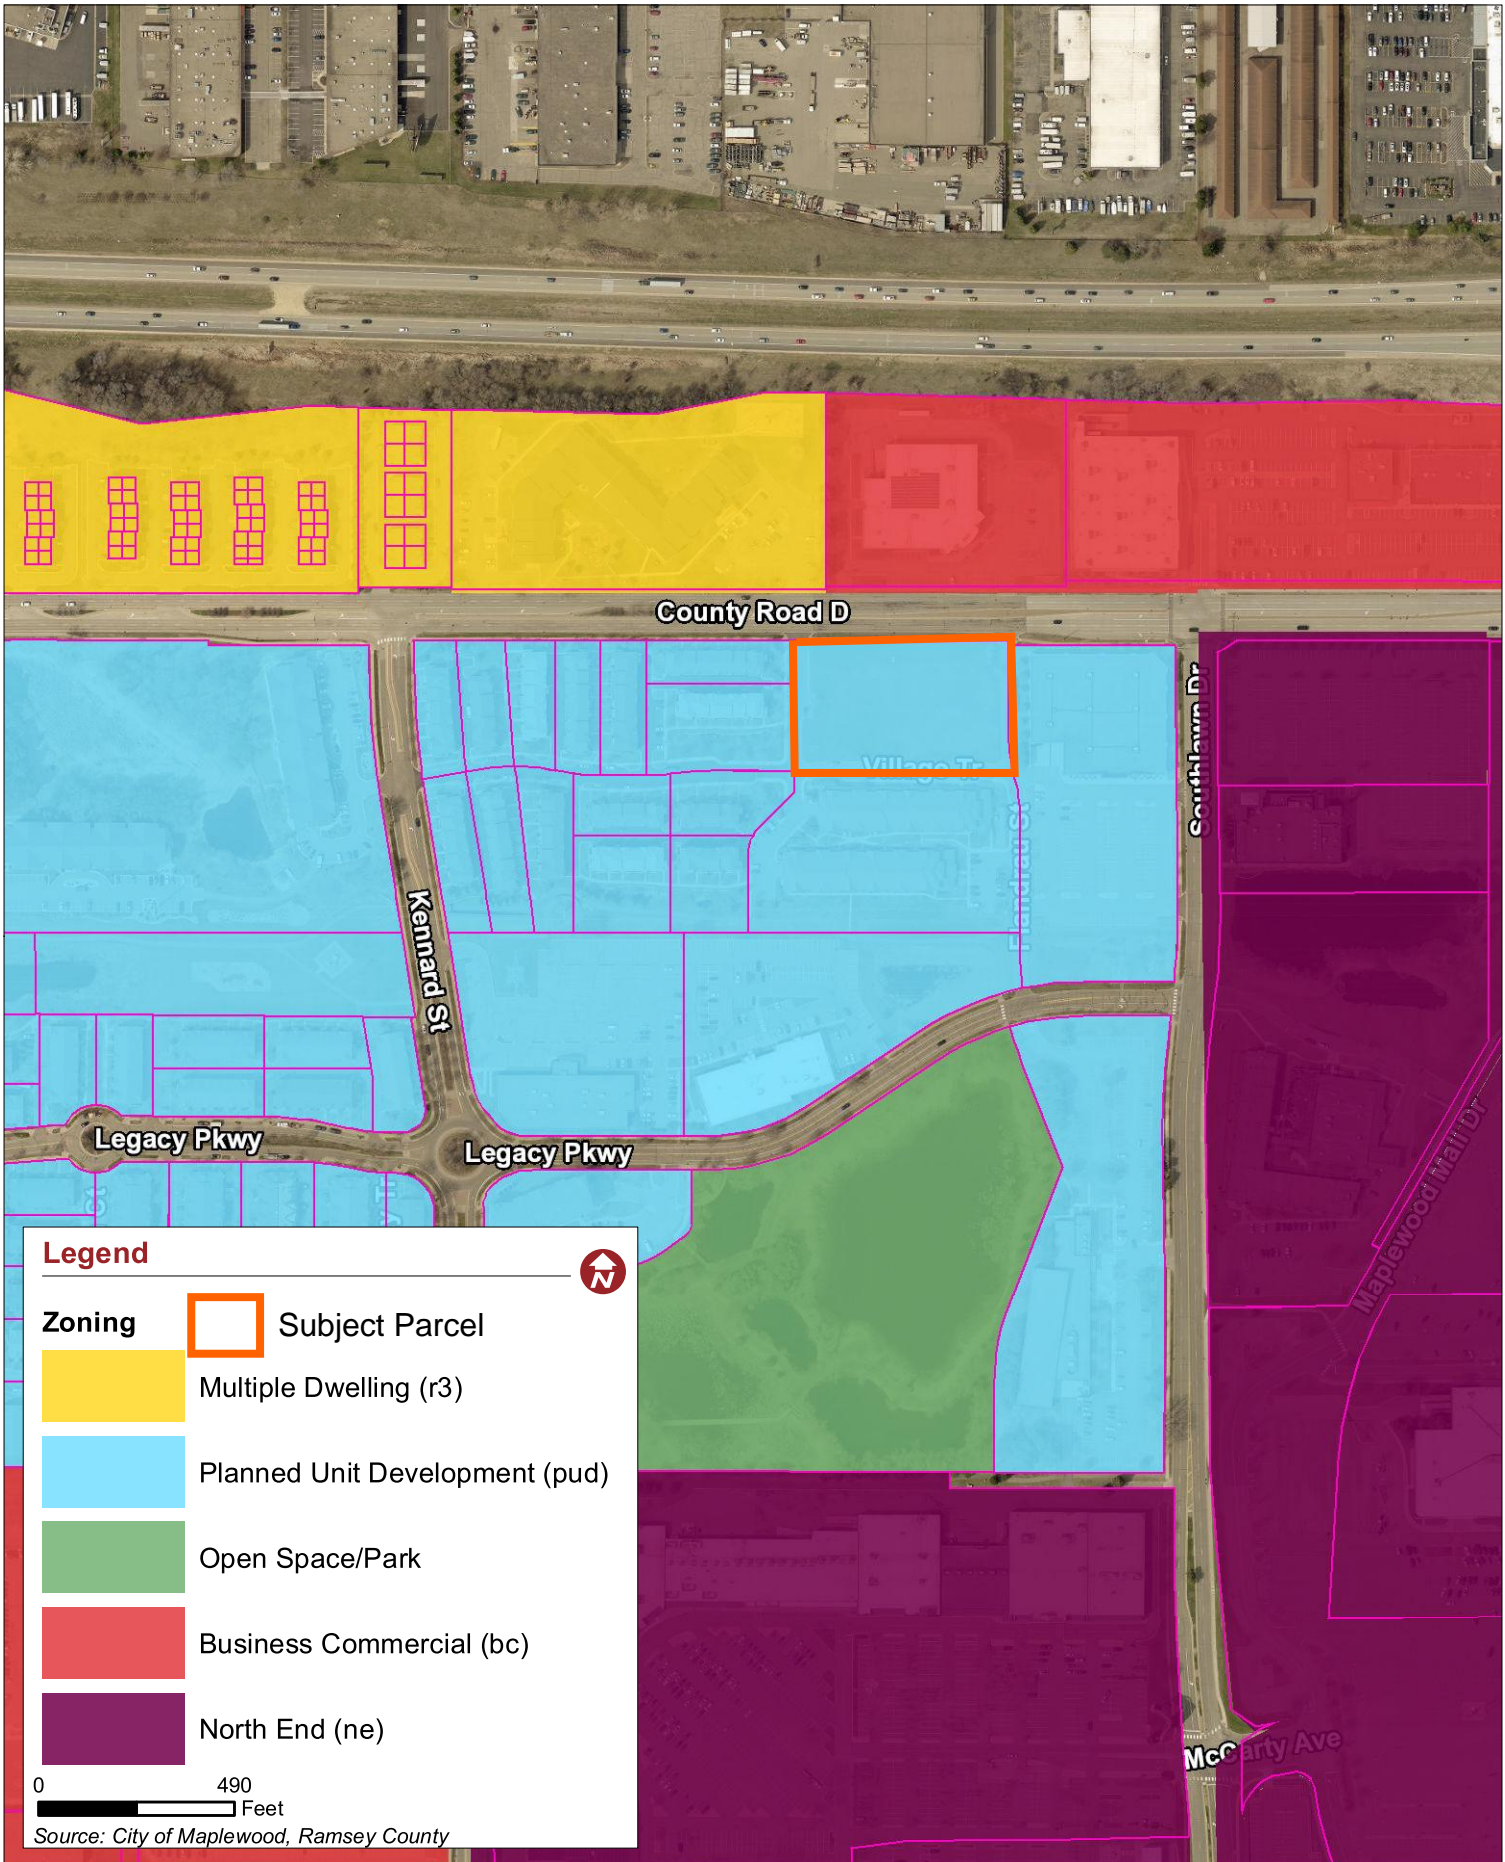 County Road D
Southlawn Dr
Village Tr
Flandrau St
Kennard St
Legacy Pkwy
Legacy Pkwy
Maplewood Mall Dr
Ct
y Tr
McCarty Ave
Legend
N
Zoning
Subject Parcel
Multiple Dwelling (r3)
Planned Unit Development (pud)
Open Space/Park
Business Commercial (bc)
North End (ne)
0 490
Feet
Source: City of Maplewood, Ramsey County